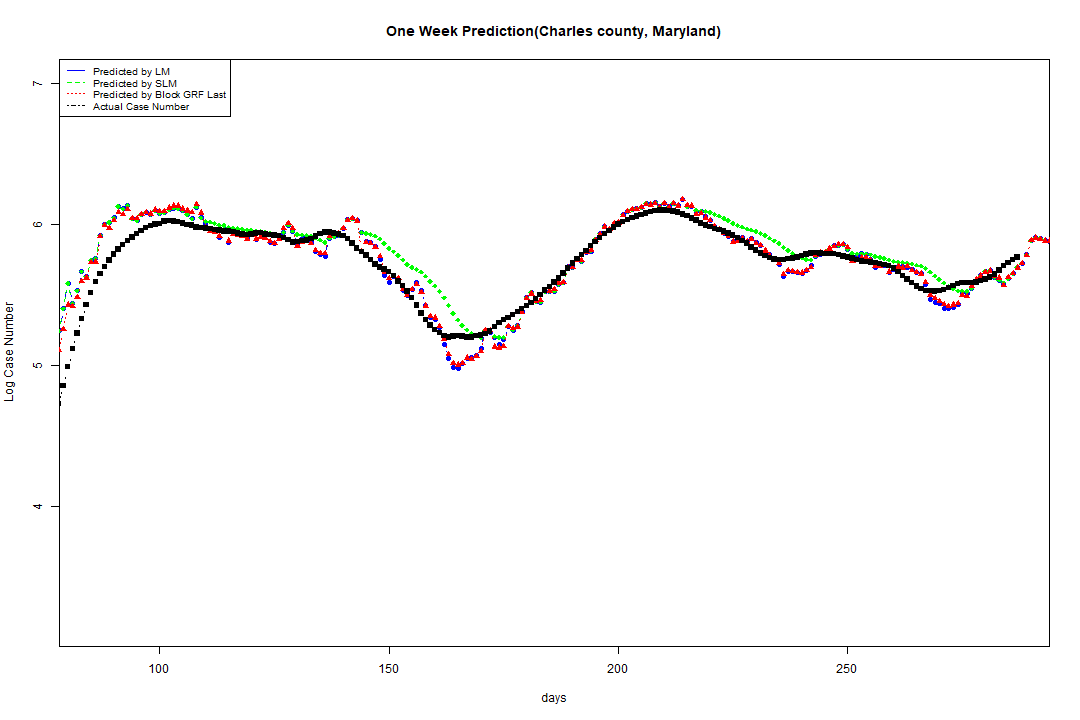 One Week Prediction(Charles county, Maryland)
Predicted by LM
Predicted by SLM
Predicted by Block GRF Last
Actual Case Number
7
6
5
4
Log Case Number
100
150
200
250
days